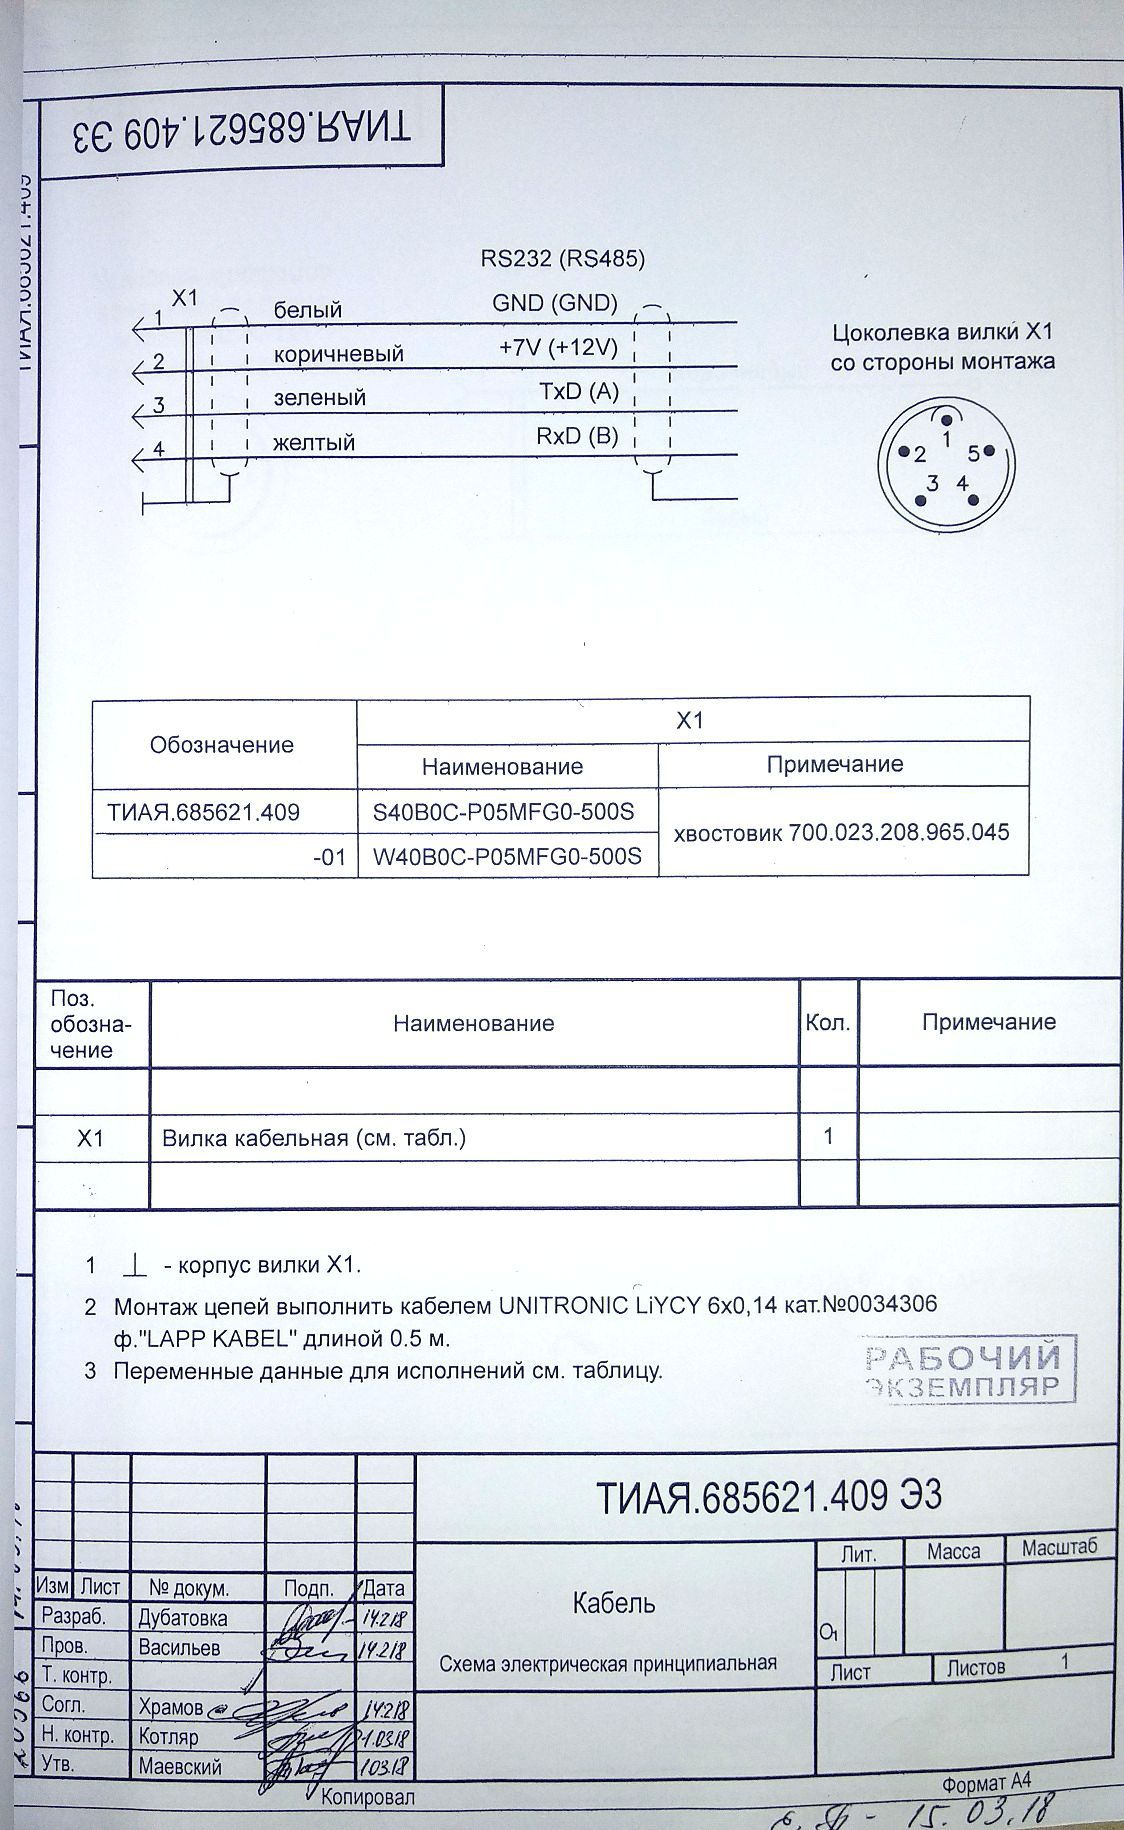 ТИАЯ.685621.409 Э3
ТИАЯ.685621.409
RS232 (RS485)
X1
1 белый GND (GND)
2 коричневый +7V (+12V)
3 зеленый TxD (A)
4 желтый RxD (B)
Цоколевка вилки X1
со стороны монтажа
1
2 5
3 4
Обозначение X1
Наименование Примечание
ТИАЯ.685621.409 S40B0C-P05MFG0-500S хвостовик 700.023.208.965.045
-01 W40B0C-P05MFG0-500S
Поз. обозна-чение Наименование Кол. Примечание
X1 Вилка кабельная (см. табл.) 1
1 ⊥ - корпус вилки X1.
2 Монтаж цепей выполнить кабелем UNITRONIC LiYCY 6x0,14 кат.№0034306
ф."LAPP KABEL" длиной 0.5 м.
3 Переменные данные для исполнений см. таблицу.
РАБОЧИЙ
ЭКЗЕМПЛЯР
ТИАЯ.685621.409 Э3
Изм Лист № докум. Подп. Дата
Разраб. Дубатовка 14.2.18
Пров. Васильев 14.2.18
Т. контр.
Согл. Храмов 14.2.18
Н. контр. Котляр 1.03.18
Утв. Маевский 1.03.18
Кабель
Схема электрическая принципиальная
Лит. Масса Масштаб
О1
Лист Листов 1
Копировал
Формат А4
15.03.18